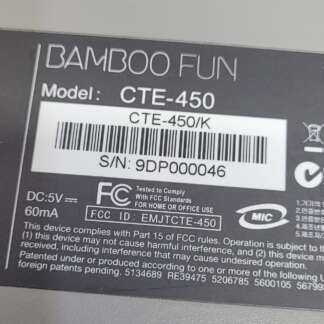 BAMBOO FUN
Model: CTE-450
CTE-450/K
S/N: 9DP000046
DC:5V
60mA
FC Tested To Comply
With FCC Standards
FOR HOME OR OFFICE USE
FCC ID: EMJTCTE-450
MIC
This device complies with Part 15 of FCC rules. Operation is subject to the
(1) This device may not cause harmful interference, and
including interference that may cause undesired operation
Patented under or produced according to one or more of the following U
foreign patents pending. 5134689 RE39475 5206785 5600105 567998